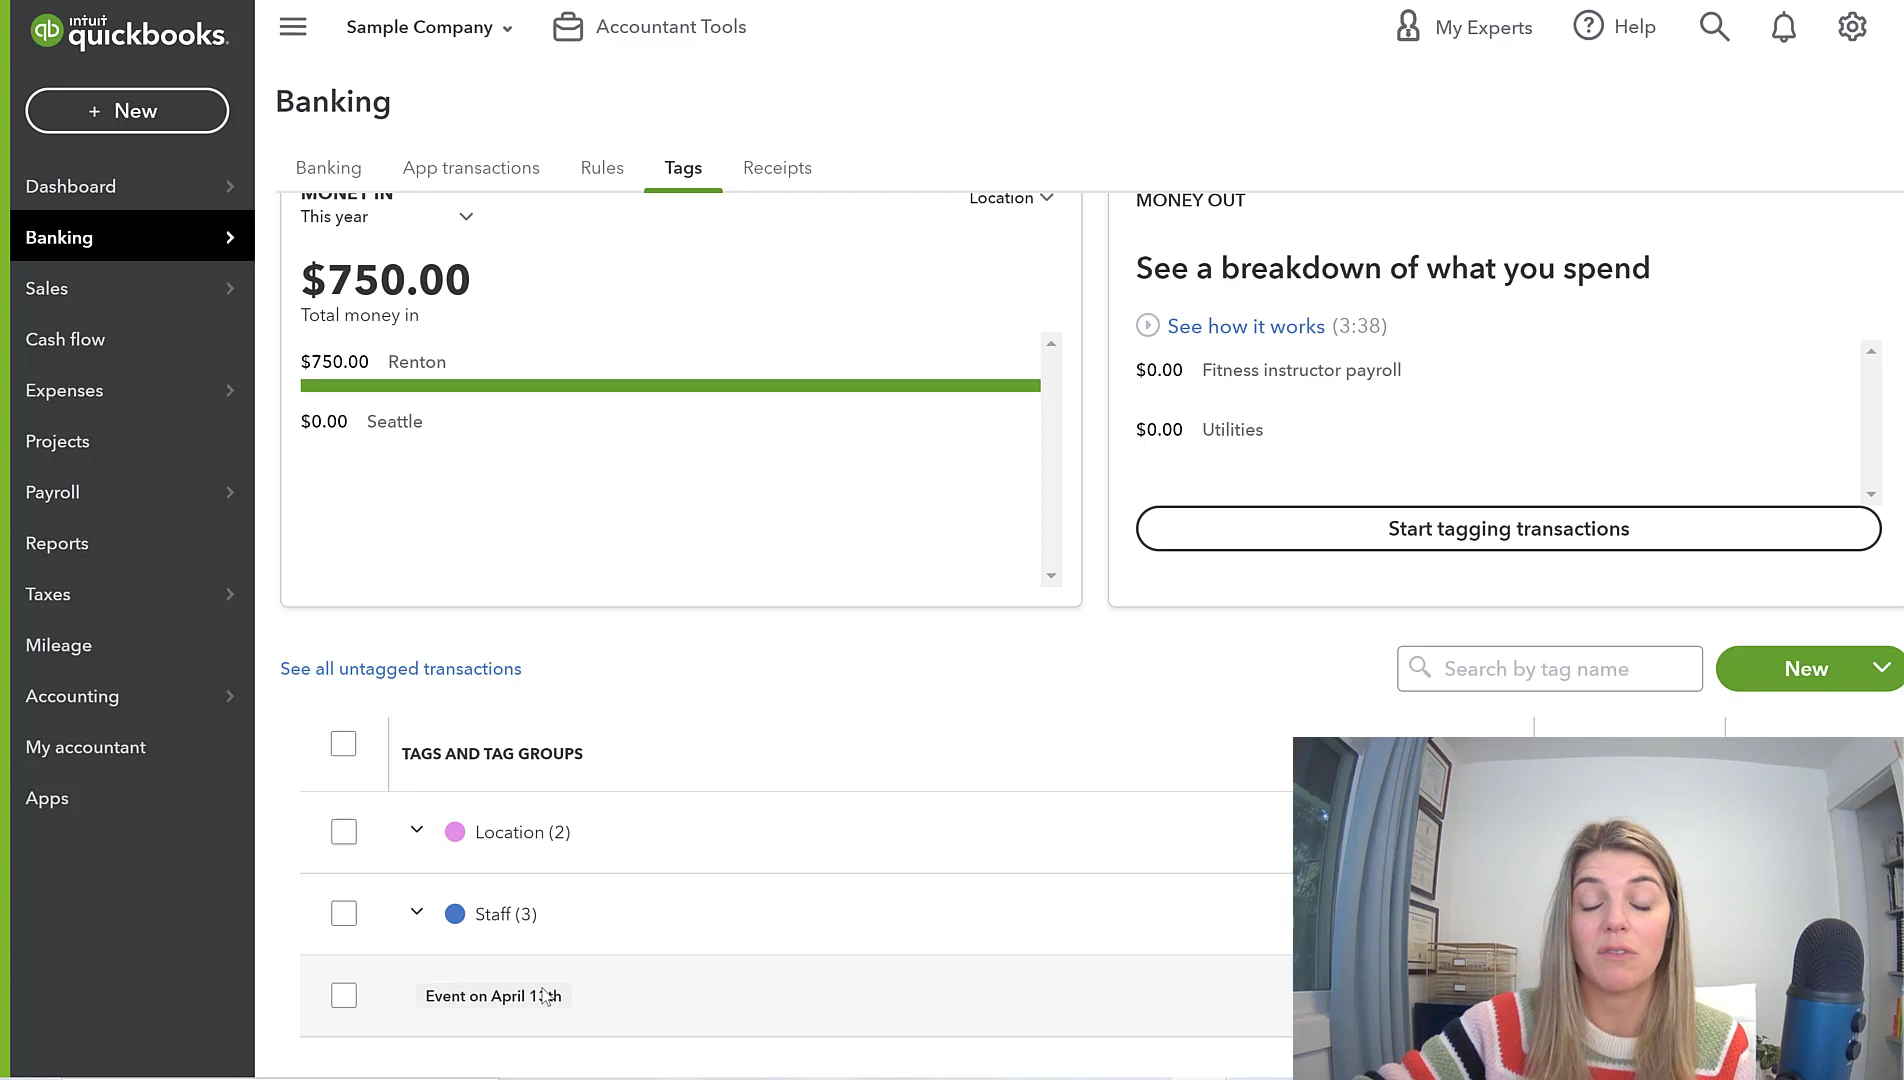 intuit
quickbooks.
Sample Company
Accountant Tools
My Experts
Help
+ New
Banking
Banking
App transactions
Rules
Tags
Receipts
Dashboard
Banking
Sales
Cash flow
Expenses
Projects
Payroll
Reports
Taxes
Mileage
Accounting
My accountant
Apps
MONEY IN
This year
Location
$750.00
Total money in
$750.00 Renton
$0.00 Seattle
MONEY OUT
See a breakdown of what you spend
See how it works (3:38)
$0.00 Fitness instructor payroll
$0.00 Utilities
Start tagging transactions
See all untagged transactions
Search by tag name
New
TAGS AND TAG GROUPS
Location (2)
Staff (3)
Event on April